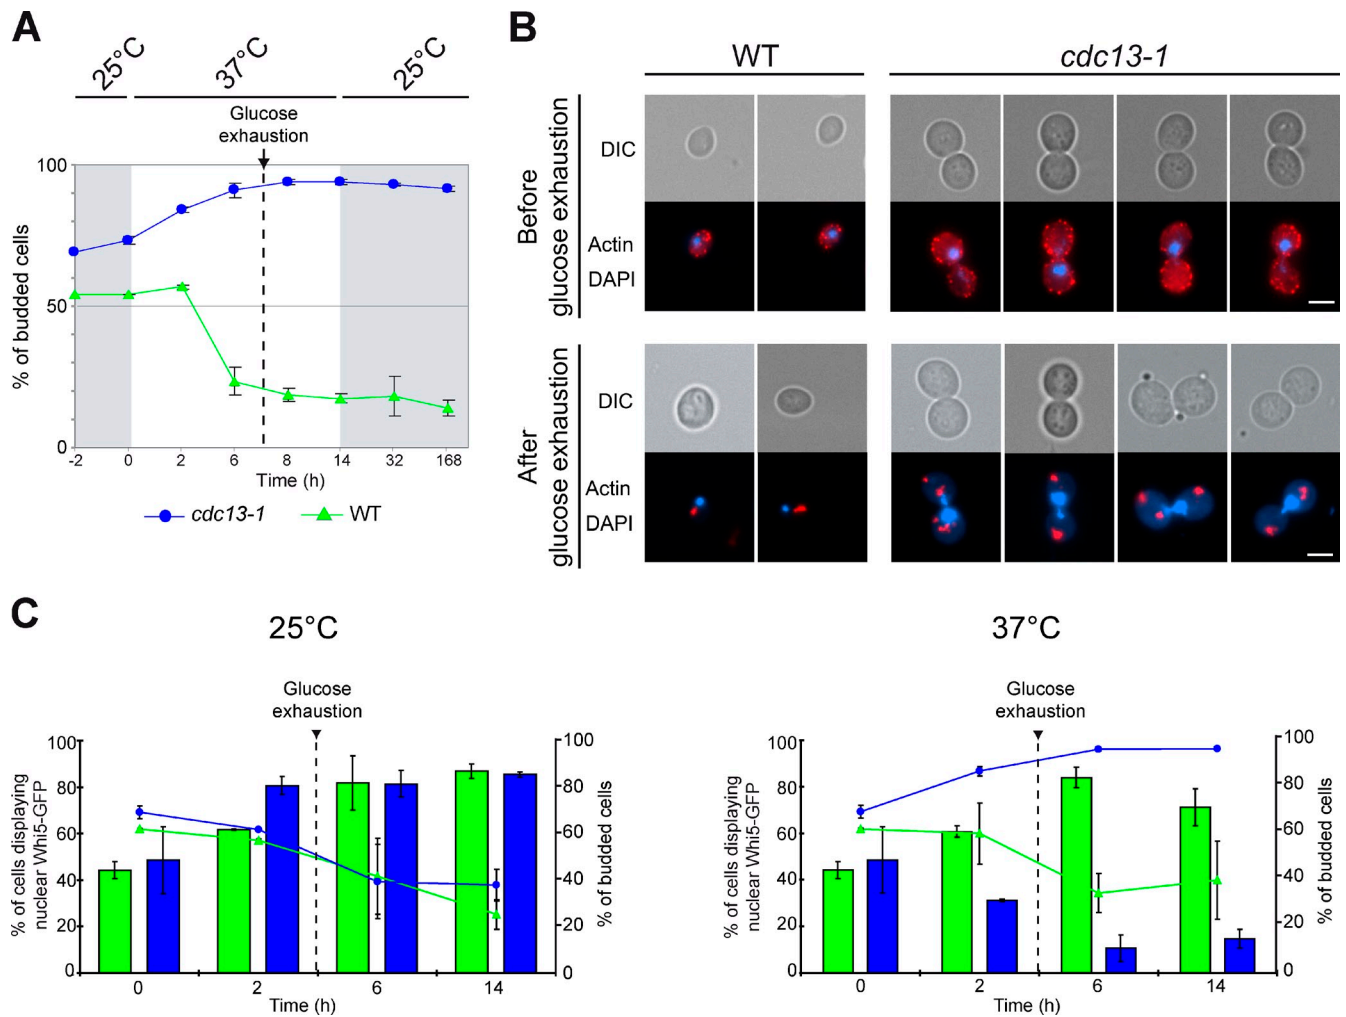 A
25°C
37°C
25°C
Glucose
exhaustion
% of budded cells
100
50
0
-2
0
2
6
8
14
32
168
Time (h)
cdc13-1
WT
B
WT
cdc13-1
Before
glucose exhaustion
DIC
Actin
DAPI
After
glucose exhaustion
DIC
Actin
DAPI
C
25°C
Glucose
exhaustion
% of cells displaying
nuclear Whi5-GFP
100
80
60
40
20
0
100
80
60
40
20
0
% of budded cells
0
2
6
14
Time (h)
37°C
Glucose
exhaustion
% of cells displaying
nuclear Whi5-GFP
100
80
60
40
20
0
100
80
60
40
20
0
% of budded cells
0
2
6
14
Time (h)